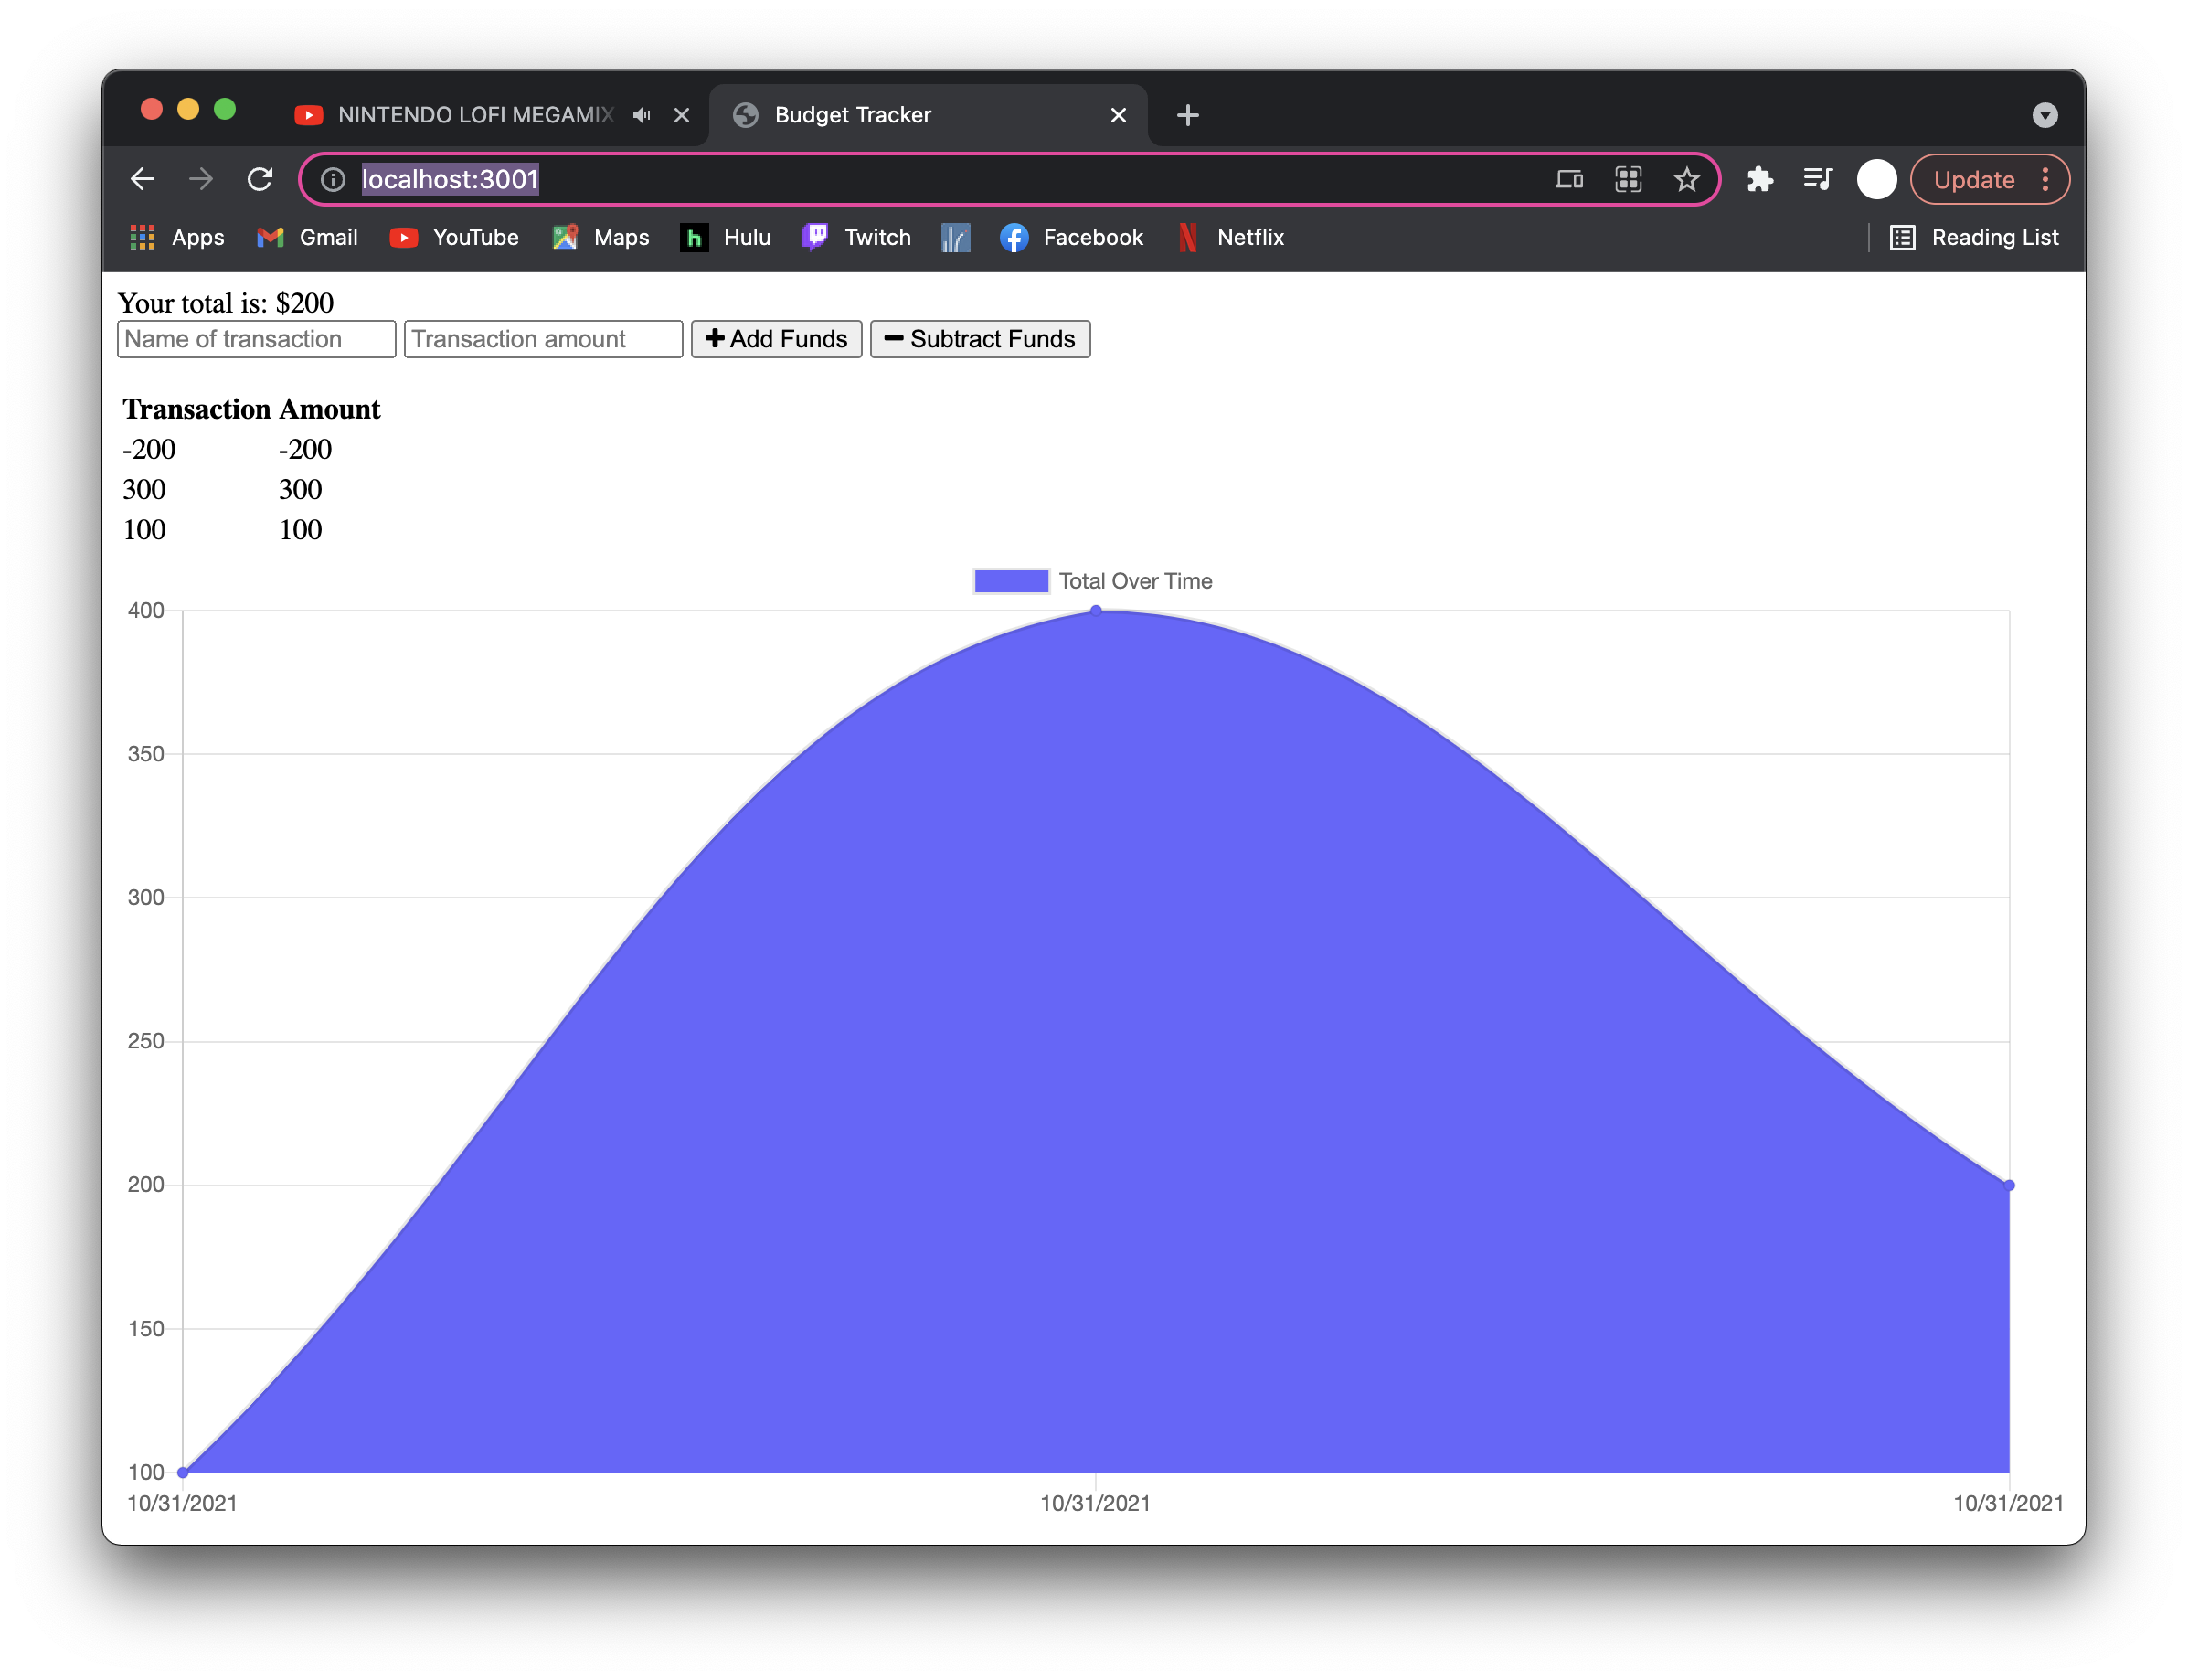 NINTENDO LOFI MEGAMIX
Budget Tracker
localhost:3001
Update
Apps Gmail YouTube Maps Hulu Twitch Facebook Netflix Reading List
Your total is: $200
Name of transaction Transaction amount Add Funds Subtract Funds
Transaction Amount
-200 -200
300 300
100 100
Total Over Time
400
350
300
250
200
150
100
10/31/2021 10/31/2021 10/31/2021